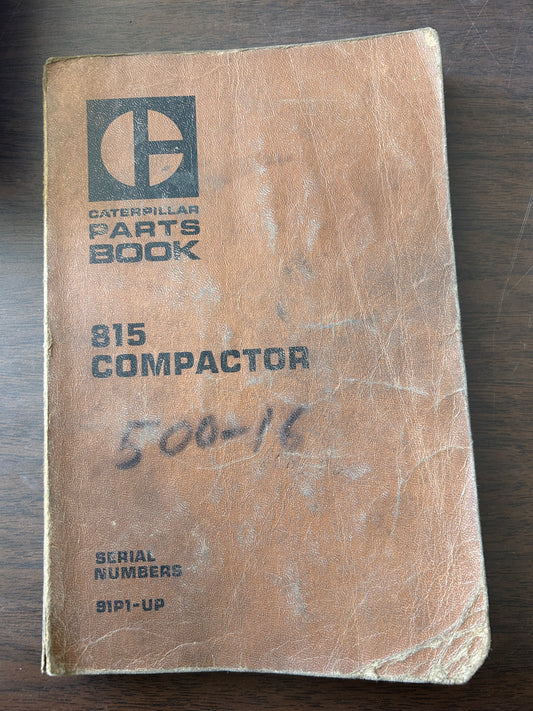 CATERPILLAR
PARTS
BOOK
815
COMPACTOR
500-16
SERIAL
NUMBERS
91P1-UP